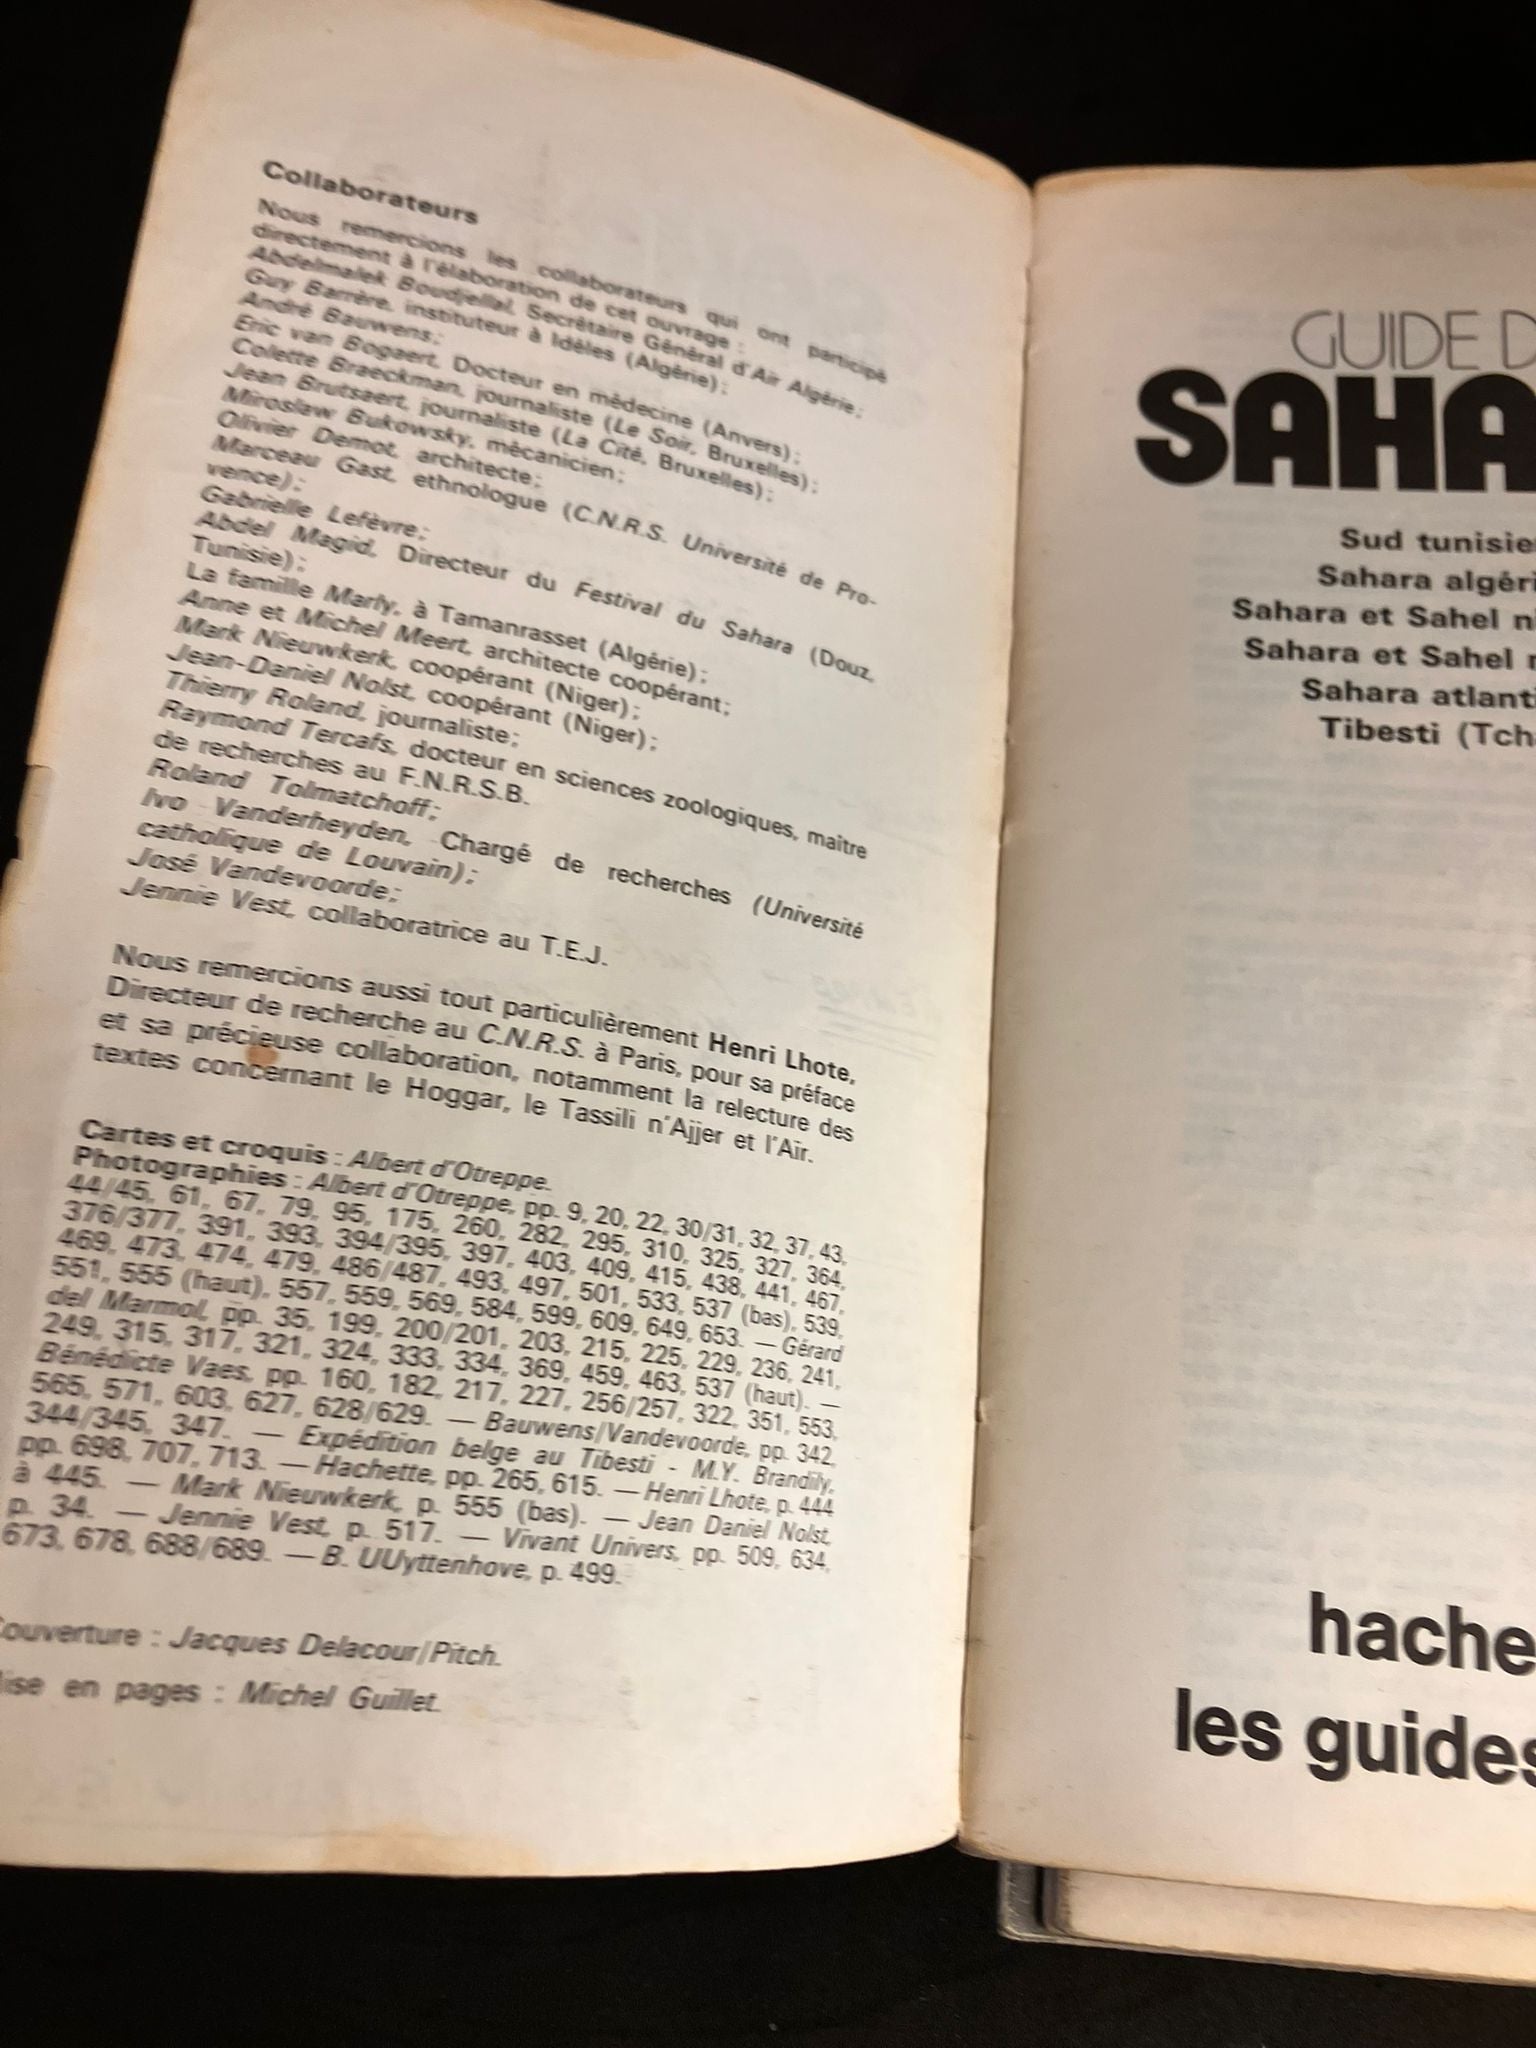 Collaborateurs
Nous remercions les collaborateurs qui ont participé
directement à l'élaboration de cet ouvrage :
Abdelmalek Boudjellal, Secrétaire Général d'Air Algérie;
Guy Barrère, instituteur à Idèles (Algérie);
André Bauwens;
Eric van Bogaert, Docteur en médecine (Anvers);
Colette Braeckman, journaliste (Le Soir, Bruxelles);
Jean Brutsaert, journaliste (La Cité, Bruxelles);
Miroslaw Bukowsky, mécanicien;
Olivier Demot, architecte;
Marceau Gast, ethnologue (C.N.R.S. Université de Pro-
vence);
Gabrielle Lefèvre;
Abdel Magid, Directeur du Festival du Sahara (Douz,
Tunisie);
La famille Marly, à Tamanrasset (Algérie);
Anne et Michel Meert, architecte coopérant;
Mark Nieuwkerk, coopérant (Niger);
Jean-Daniel Nolst, coopérant (Niger);
Thierry Roland, journaliste;
Raymond Tercafs, docteur en sciences zoologiques, maître
de recherches au F.N.R.S.B.
Roland Tolmatchoff;
Ivo Vanderheyden, Chargé de recherches (Université
catholique de Louvain);
José Vandevoorde;
Jennie Vest, collaboratrice au T.E.J.
Nous remercions aussi tout particulièrement Henri Lhote,
Directeur de recherche au C.N.R.S. à Paris, pour sa préface
et sa précieuse collaboration, notamment la relecture des
textes concernant le Hoggar, le Tassili n'Ajjer et l'Aïr.
Cartes et croquis : Albert d'Otreppe.
Photographies : Albert d'Otreppe, pp. 9, 20, 22, 30/31, 32, 37, 43,
44/45, 61, 67, 79, 95, 175, 260, 282, 295, 310, 325, 327, 364,
376/377, 391, 393, 394/395, 397, 403, 409, 415, 438, 441, 467,
469, 473, 474, 479, 486/487, 493, 497, 501, 533, 537 (bas), 539,
551, 555 (haut), 557, 559, 569, 584, 599, 609, 649, 653. — Gérard
del Marmol, pp. 35, 199, 200/201, 203, 215, 225, 229, 236, 241,
249, 315, 317, 321, 324, 333, 334, 369, 459, 463, 537 (haut). —
Bénédicte Vaes, pp. 160, 182, 217, 227, 256/257, 322, 351, 553,
565, 571, 603, 627, 628/629. — Bauwens/Vandevoorde, pp. 342,
344/345, 347. — Expédition belge au Tibesti - M.Y. Brandily,
pp. 698, 707, 713. — Hachette, pp. 265, 615. — Henri Lhote, p. 444
à 445. — Mark Nieuwkerk, p. 555 (bas). — Jean Daniel Nolst,
p. 34. — Jennie Vest, p. 517. — Vivant Univers, pp. 509, 634,
673, 678, 688/689. — B. UUyttenhove, p. 499.
ouverture : Jacques Delacour/Pitch.
ise en pages : Michel Guillet.
GUIDE D
SAHA
Sud tunisie
Sahara algéri
Sahara et Sahel n
Sahara et Sahel
Sahara atlanti
Tibesti (Tch
hache
les guides